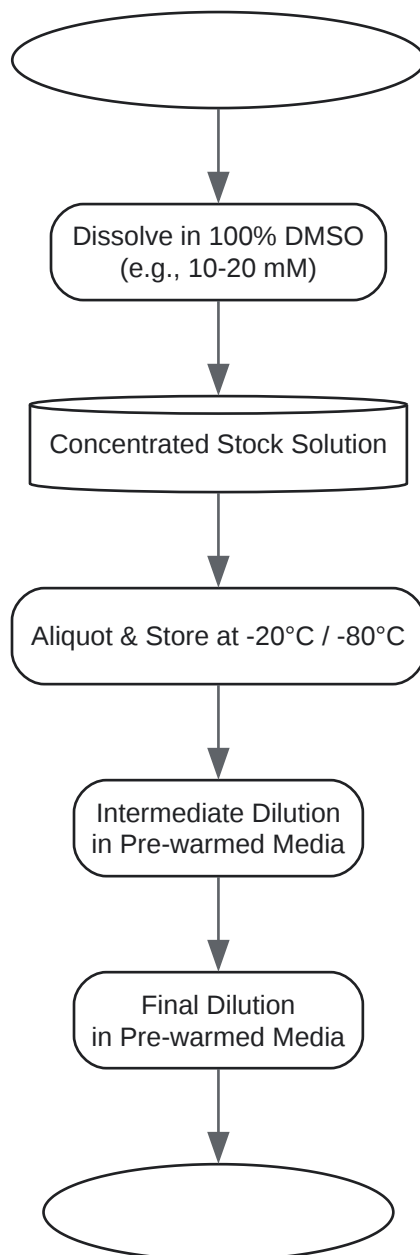 Dissolve in 100% DMSO
(e.g., 10-20 mM)
Concentrated Stock Solution
Aliquot & Store at -20°C / -80°C
Intermediate Dilution
in Pre-warmed Media
Final Dilution
in Pre-warmed Media